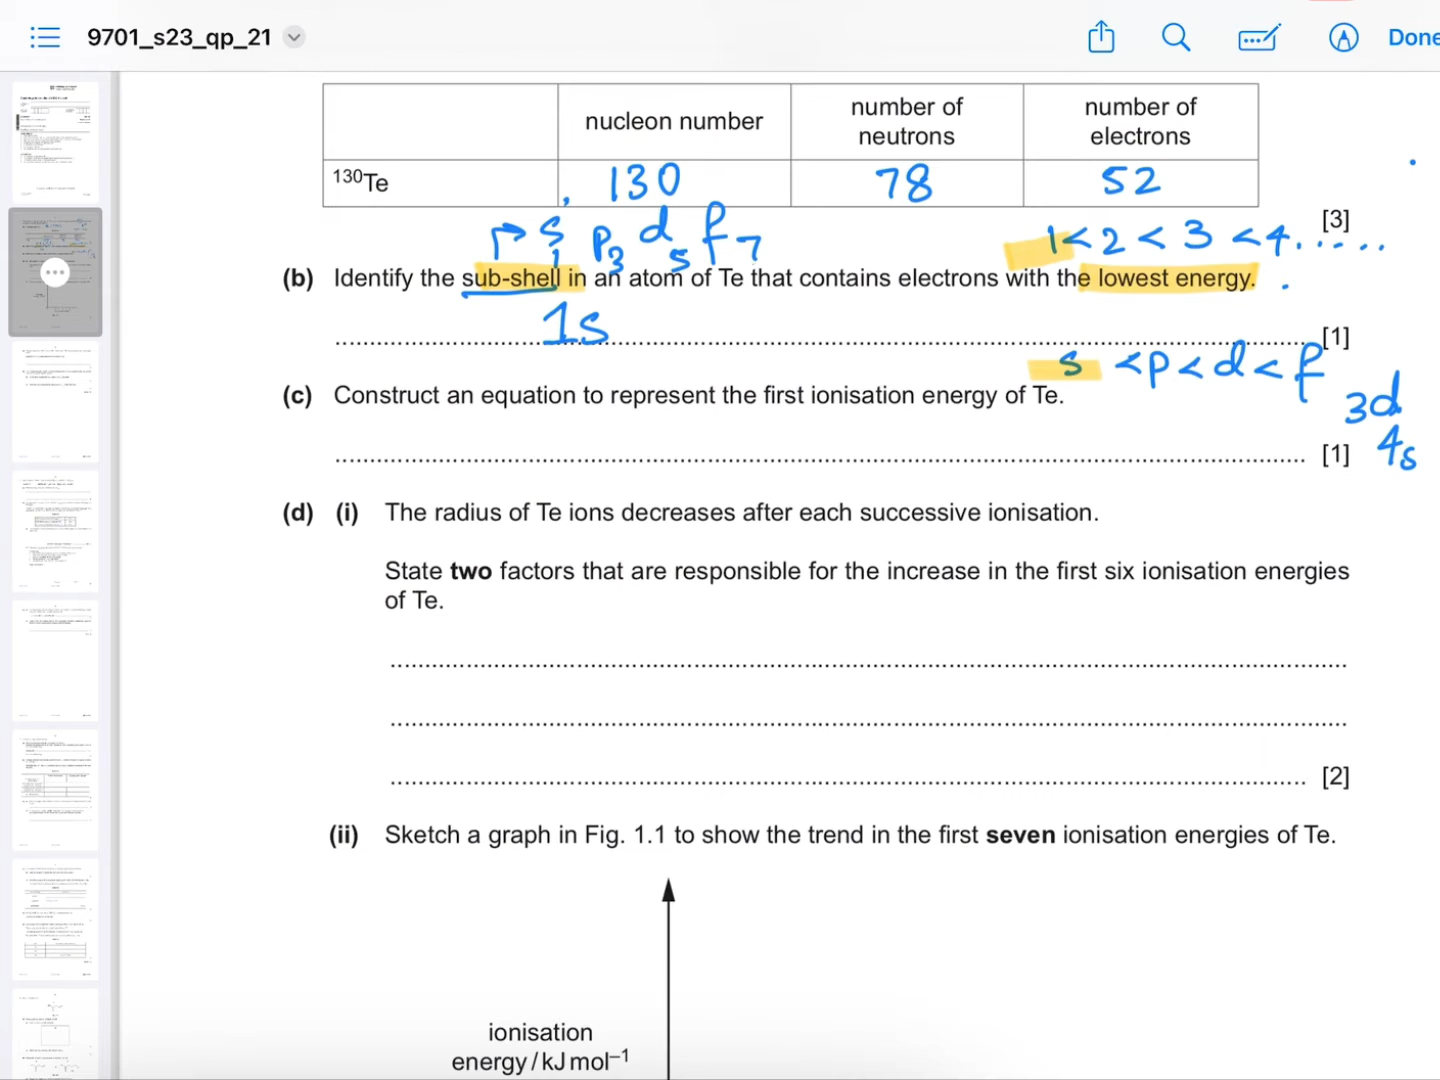 9701_s23_qp_21
Done
nucleon number
number of neutrons
number of electrons
¹³⁰Te
130
78
52
[3]
s p d f
1 3 5 7
1 < 2 < 3 < 4.....
(b) Identify the sub-shell in an atom of Te that contains electrons with the lowest energy.
1s
[1]
s < p < d < f
(c) Construct an equation to represent the first ionisation energy of Te.
3d
[1]
4s
(d) (i) The radius of Te ions decreases after each successive ionisation.
State two factors that are responsible for the increase in the first six ionisation energies
of Te.
[2]
(ii) Sketch a graph in Fig. 1.1 to show the trend in the first seven ionisation energies of Te.
ionisation
energy / kJ mol⁻¹